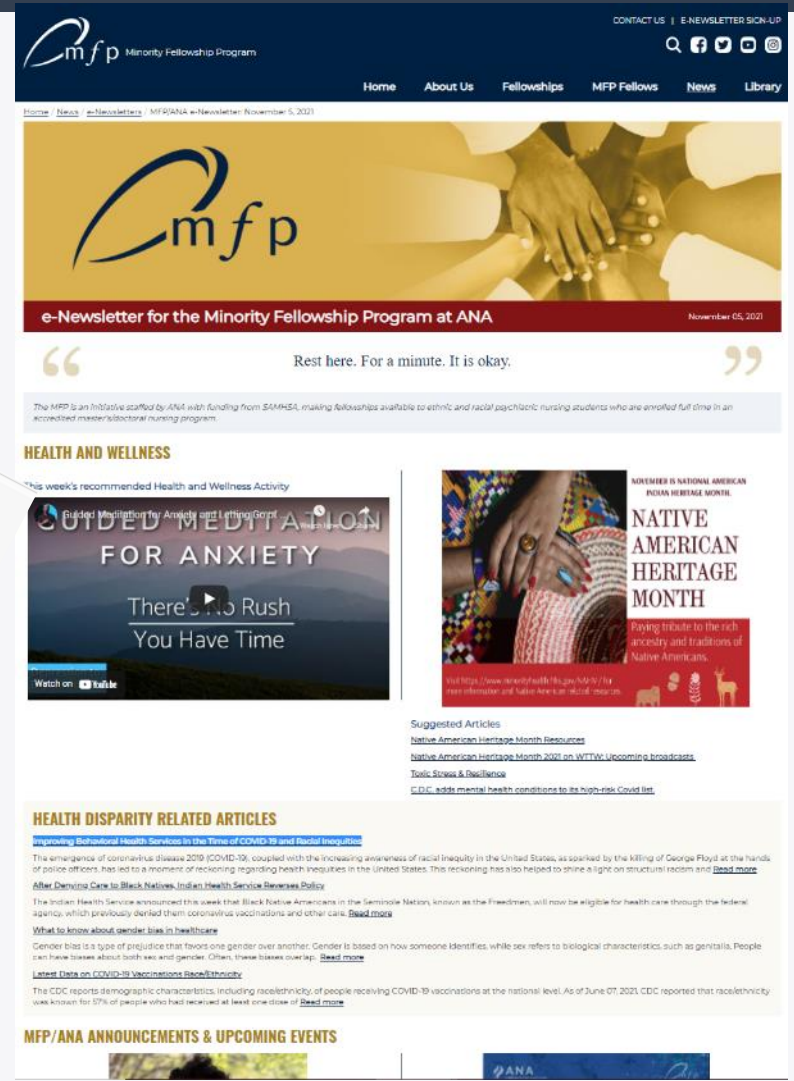 CONTACT US | E-NEWSLETTER SIGN-UP
mfp Minority Fellowship Program
Home About Us Fellowships MFP Fellows News Library
Home / News / e-Newsletters / MFP/ANA e-Newsletter: November 5, 2021
mfp
e-Newsletter for the Minority Fellowship Program at ANA
November 05, 2021
“ Rest here. For a minute. It is okay. ”
The MFP is an initiative staffed by ANA with funding from SAMHSA, making fellowships available to ethnic and racial psychiatric nursing students who are enrolled full time in an
accredited master's/doctoral nursing program.
HEALTH AND WELLNESS
This week's recommended Health and Wellness Activity
Guided Meditation for Anxiety and Letting Go of
GUIDED MEDITATION
FOR ANXIETY
There's No Rush
You Have Time
Watch on YouTube
NOVEMBER IS NATIONAL AMERICAN
INDIAN HERITAGE MONTH.
NATIVE
AMERICAN
HERITAGE
MONTH
Paying tribute to the rich
ancestry and traditions of
Native Americans.
Visit https://www.minorityhealth.hhs.gov/NAHM/ for
more information and Native American related resources.
Suggested Articles
Native American Heritage Month Resources
Native American Heritage Month 2021 on WTTW: Upcoming broadcasts
Toxic Stress & Resilience
C.D.C. adds mental health conditions to its high-risk Covid list.
HEALTH DISPARITY RELATED ARTICLES
Improving Behavioral Health Services in the Time of COVID-19 and Racial Inequities
The emergence of coronavirus disease 2019 (COVID-19), coupled with the increasing awareness of racial inequity in the United States, as sparked by the killing of George Floyd at the hands
of police officers, has led to a moment of reckoning regarding health inequities in the United States. This reckoning has also helped to shine a light on structural racism and Read more
After Denying Care to Black Natives, Indian Health Service Reverses Policy
The Indian Health Service announced this week that Black Native Americans in the Seminole Nation, known as the Freedmen, will now be eligible for health care through the federal
agency, which previously denied them coronavirus vaccinations and other care. Read more
What to know about gender bias in healthcare
Gender bias is a type of prejudice that favors one gender over another. Gender is based on how someone identifies, while sex refers to biological characteristics, such as genitalia. People
can have biases about both sex and gender. Often, these biases overlap. Read more
Latest Data on COVID-19 Vaccinations Race/Ethnicity
The CDC reports demographic characteristics, including race/ethnicity, of people receiving COVID-19 vaccinations at the national level. As of June 07, 2021, CDC reported that race/ethnicity
was known for 57% of people who had received at least one dose of Read more
MFP/ANA ANNOUNCEMENTS & UPCOMING EVENTS
ANA